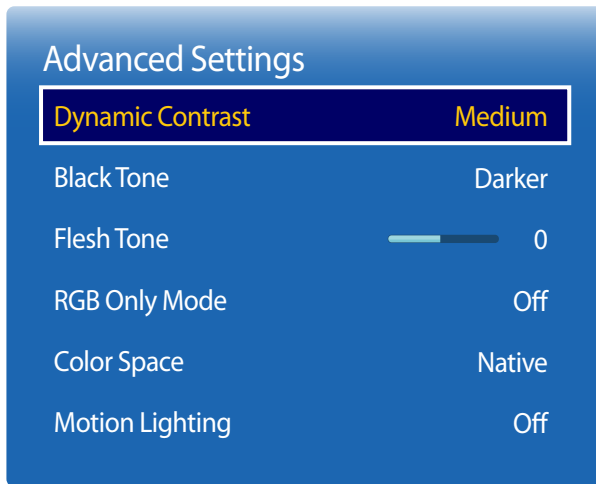 Advanced Settings
Dynamic Contrast Medium
Black Tone Darker
Flesh Tone 0
RGB Only Mode Off
Color Space Native
Motion Lighting Off